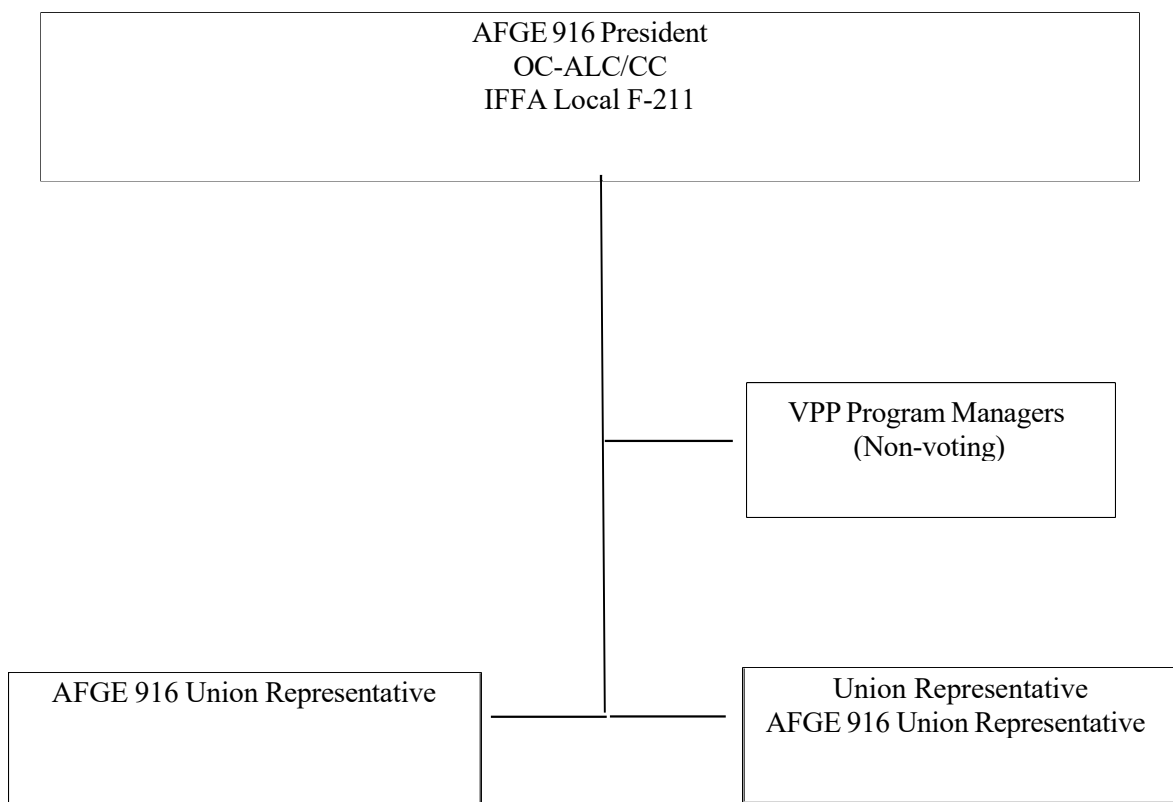 AFGE 916 President
OC-ALC/CC
IFFA Local F-211
VPP Program Managers
(Non-voting)
AFGE 916 Union Representative
Union Representative
AFGE 916 Union Representative